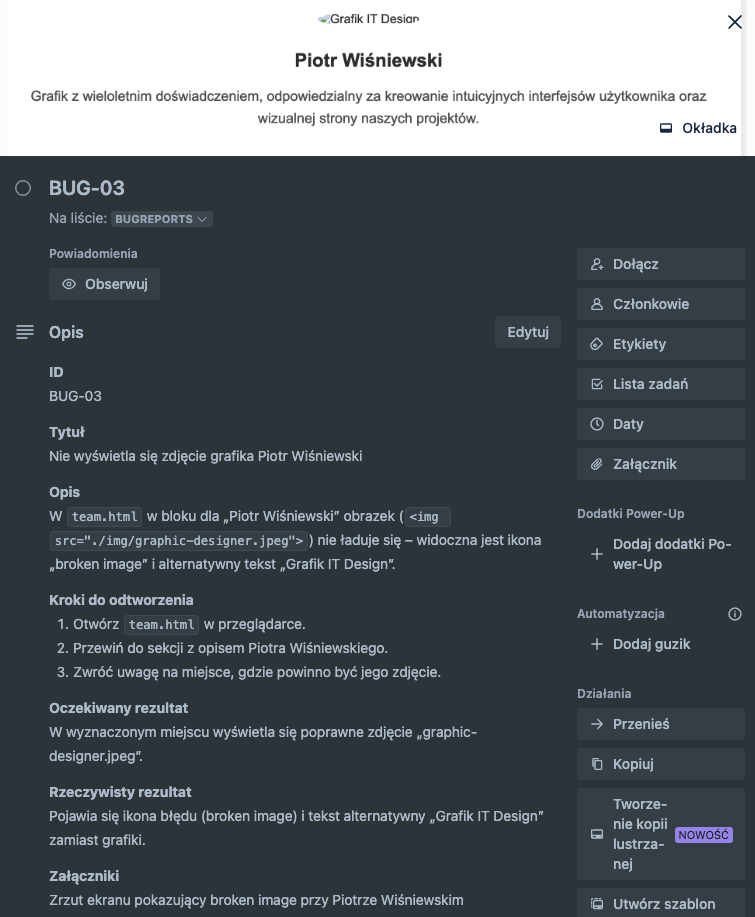 Grafik IT Design
Piotr Wiśniewski
Grafik z wieloletnim doświadczeniem, odpowiedzialny za kreowanie intuicyjnych interfejsów użytkownika oraz
wizualnej strony naszych projektów.
Okładka
BUG-03
Na liście: BUGREPORTS
Powiadomienia
Obserwuj
Opis
Edytuj
ID
BUG-03
Tytuł
Nie wyświetla się zdjęcie grafika Piotr Wiśniewski
Opis
W team.html w bloku dla „Piotr Wiśniewski” obrazek (<img
src="./img/graphic-designer.jpeg">) nie ładuje się – widoczna jest ikona
„broken image” i alternatywny tekst „Grafik IT Design”.
Kroki do odtworzenia
1. Otwórz team.html w przeglądarce.
2. Przewiń do sekcji z opisem Piotra Wiśniewskiego.
3. Zwróć uwagę na miejsce, gdzie powinno być jego zdjęcie.
Oczekiwany rezultat
W wyznaczonym miejscu wyświetla się poprawne zdjęcie „graphic-
designer.jpeg”.
Rzeczywisty rezultat
Pojawia się ikona błędu (broken image) i tekst alternatywny „Grafik IT Design”
zamiast grafiki.
Załączniki
Zrzut ekranu pokazujący broken image przy Piotrze Wiśniewskim
Dołącz
Członkowie
Etykiety
Lista zadań
Daty
Załącznik
Dodatki Power-Up
Dodaj dodatki Po-
wer-Up
Automatyzacja
Dodaj guzik
Działania
Przenieś
Kopiuj
Tworze-
nie kopii
lustrza-
nej
NOWOŚĆ
Utwórz szablon